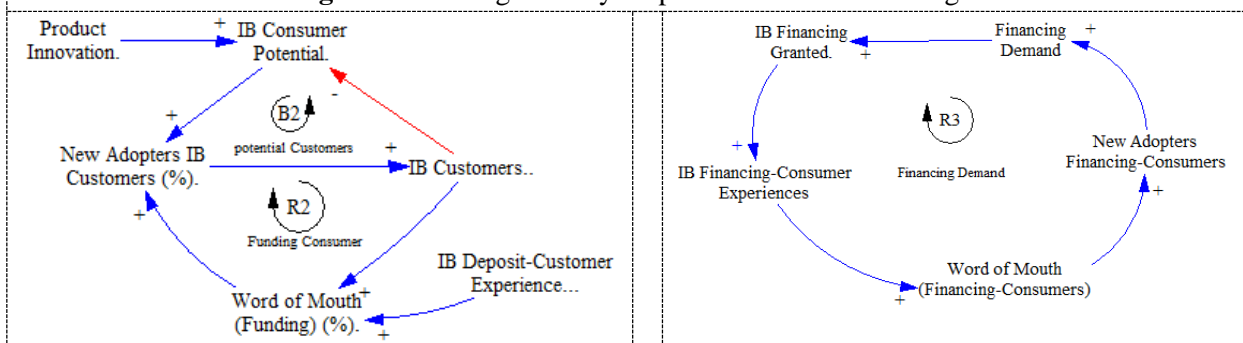 Product
Innovation.
+
IB Consumer
Potential.
-
+
B2
potential Customers
+
New Adopters IB
Customers (%).
IB Customers..
R2
+
Funding Consumer
IB Deposit-Customer
Experience...
+
Word of Mouth
(Funding) (%).
+
IB Financing
Granted.
+
Financing
Demand
+
R3
+
IB Financing-Consumer
Experiences
Financing Demand
New Adopters
Financing-Consumers
+
Word of Mouth
(Financing-Consumers)
+